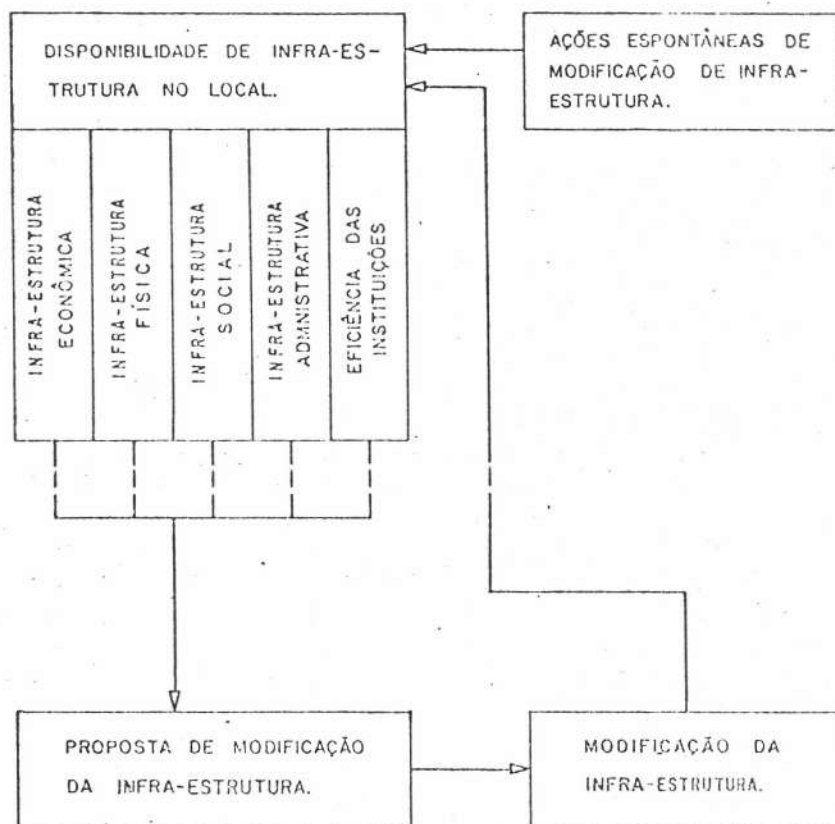 DISPONIBILIDADE DE INFRA-ES-
TRUTURA NO LOCAL.
AÇÕES ESPONTÂNEAS DE
MODIFICAÇÃO DE INFRA-
ESTRUTURA.
INFRA-ESTRUTURA
ECONÔMICA
INFRA-ESTRUTURA
FÍSICA
INFRA-ESTRUTURA
SOCIAL
INFRA-ESTRUTURA
ADMNISTRATIVA
EFICIÊNCIA DAS
INSTITUIÇÕES
PROPOSTA DE MODIFICAÇÃO
DA INFRA-ESTRUTURA.
MODIFICAÇÃO DA
INFRA-ESTRUTURA.